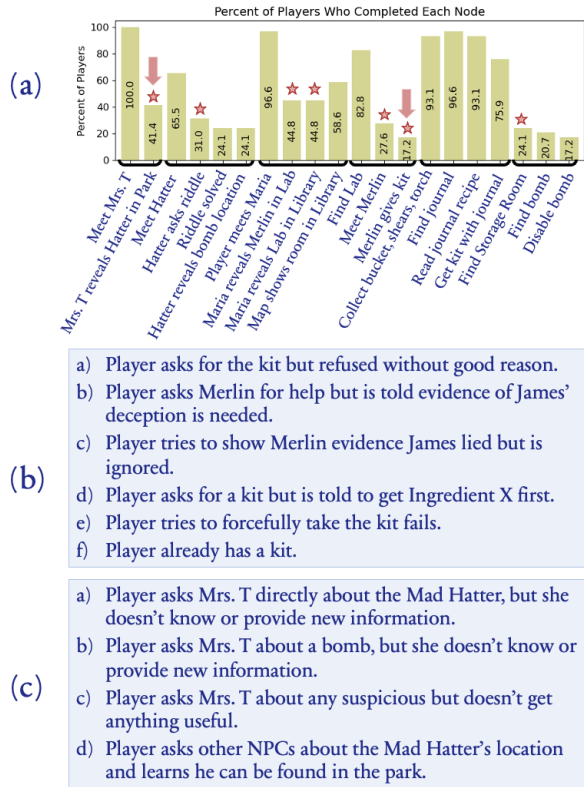 Percent of Players Who Completed Each Node
(a)
Percent of Players
100
80
60
40
20
0
100.0
41.4
65.5
31.0
24.1
24.1
96.6
44.8
44.8
58.6
82.8
27.6
17.2
93.1
96.6
93.1
75.9
24.1
20.7
17.2
Meet Mrs. T
Mrs. T reveals Hatter in Park
Meet Hatter
Hatter asks riddle
Riddle solved
Hatter reveals bomb location
Player meets Maria
Maria reveals Merlin in Lab
Maria reveals Lab in Library
Map shows room in Library
Find Lab
Meet Merlin
Merlin gives kit
Collect bucket, shears, torch
Find journal
Read journal recipe
Get kit with journal
Find Storage Room
Find bomb
Disable bomb
(b)
a) Player asks for the kit but refused without good reason.
b) Player asks Merlin for help but is told evidence of James’
deception is needed.
c) Player tries to show Merlin evidence James lied but is
ignored.
d) Player asks for a kit but is told to get Ingredient X first.
e) Player tries to forcefully take the kit fails.
f) Player already has a kit.
(c)
a) Player asks Mrs. T directly about the Mad Hatter, but she
doesn’t know or provide new information.
b) Player asks Mrs. T about a bomb, but she doesn’t know or
provide new information.
c) Player asks Mrs. T about any suspicious but doesn’t get
anything useful.
d) Player asks other NPCs about the Mad Hatter’s location
and learns he can be found in the park.